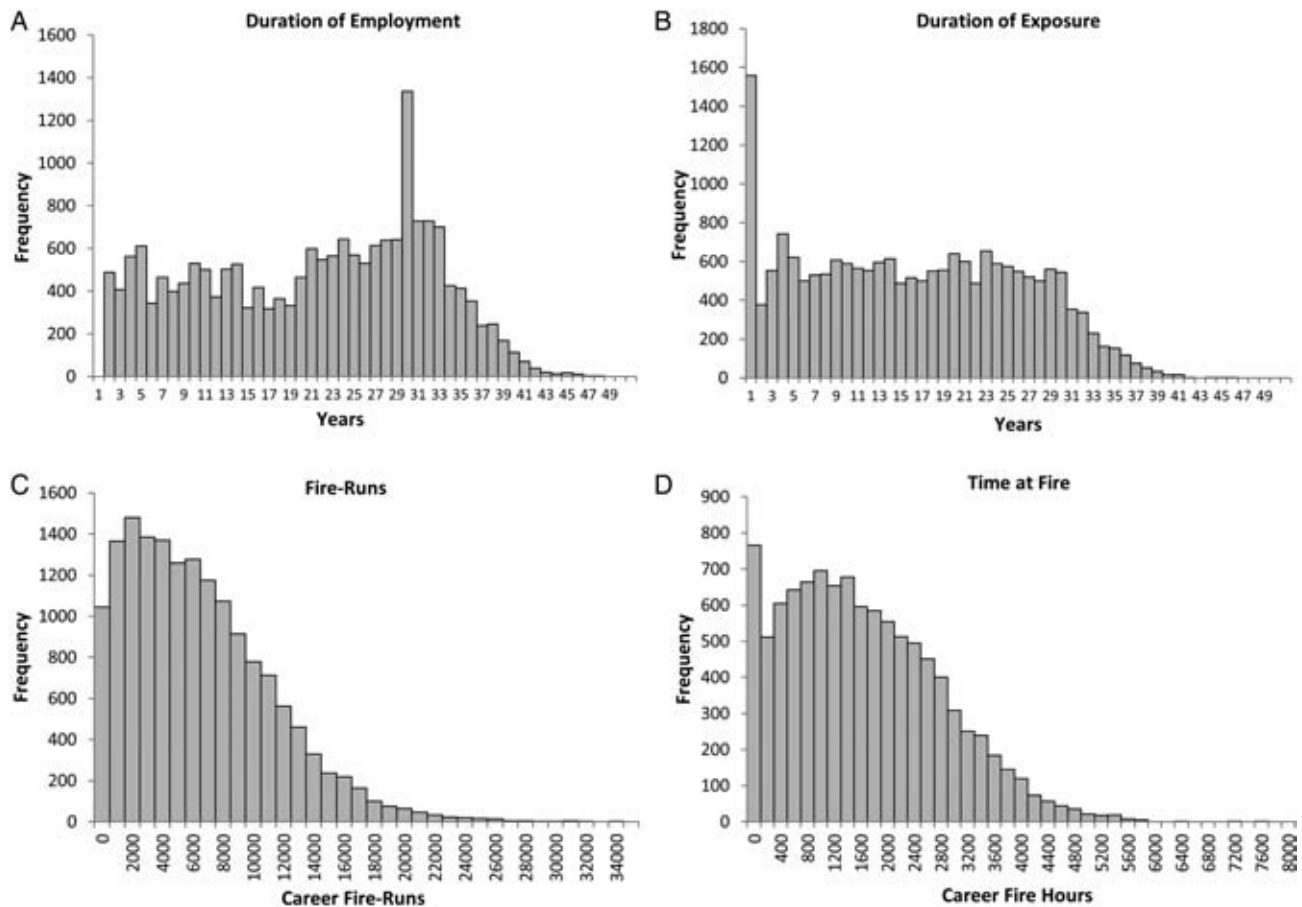 A
Duration of Employment
1600
1400
1200
1000
800
600
400
200
0
Frequency
1 3 5 7 9 11 13 15 17 19 21 23 25 27 29 31 33 35 37 39 41 43 45 47 49
Years
B
Duration of Exposure
1800
1600
1400
1200
1000
800
600
400
200
0
Frequency
1 3 5 7 9 11 13 15 17 19 21 23 25 27 29 31 33 35 37 39 41 43 45 47 49
Years
C
Fire-Runs
1600
1400
1200
1000
800
600
400
200
0
Frequency
0 2000 4000 6000 8000 10000 12000 14000 16000 18000 20000 22000 24000 26000 28000 30000 32000 34000
Career Fire-Runs
D
Time at Fire
900
800
700
600
500
400
300
200
100
0
Frequency
0 400 800 1200 1600 2000 2400 2800 3200 3600 4000 4400 4800 5200 5600 6000 6400 6800 7200 7600 8000
Career Fire Hours